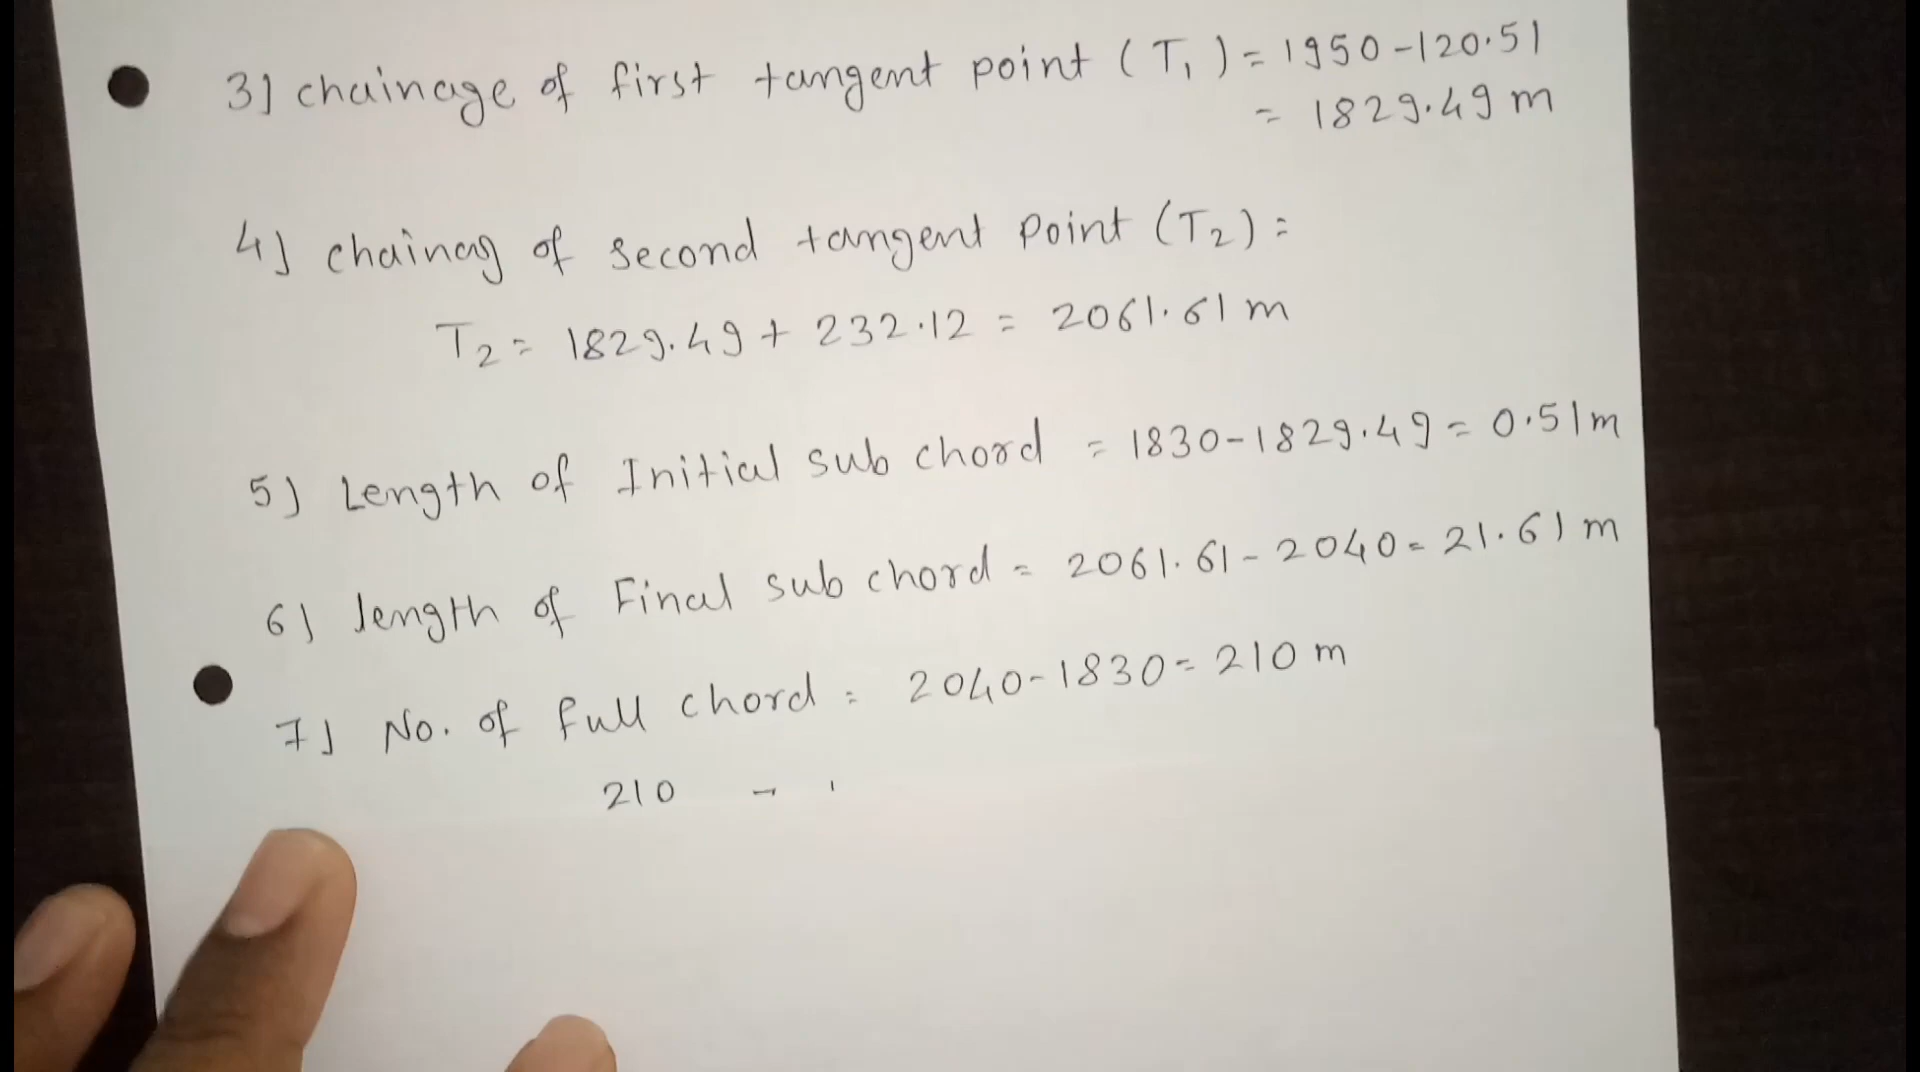 3] chainage of first tangent point (T₁) = 1950 - 120.51
= 1829.49 m
4] chainag of second tangent point (T₂) =
T₂ = 1829.49 + 232.12 = 2061.61 m
5) Length of Initial sub chord = 1830 - 1829.49 = 0.51 m
6) length of Final sub chord = 2061.61 - 2040 = 21.61 m
7] No. of full chord = 2040 - 1830 = 210 m
210 -